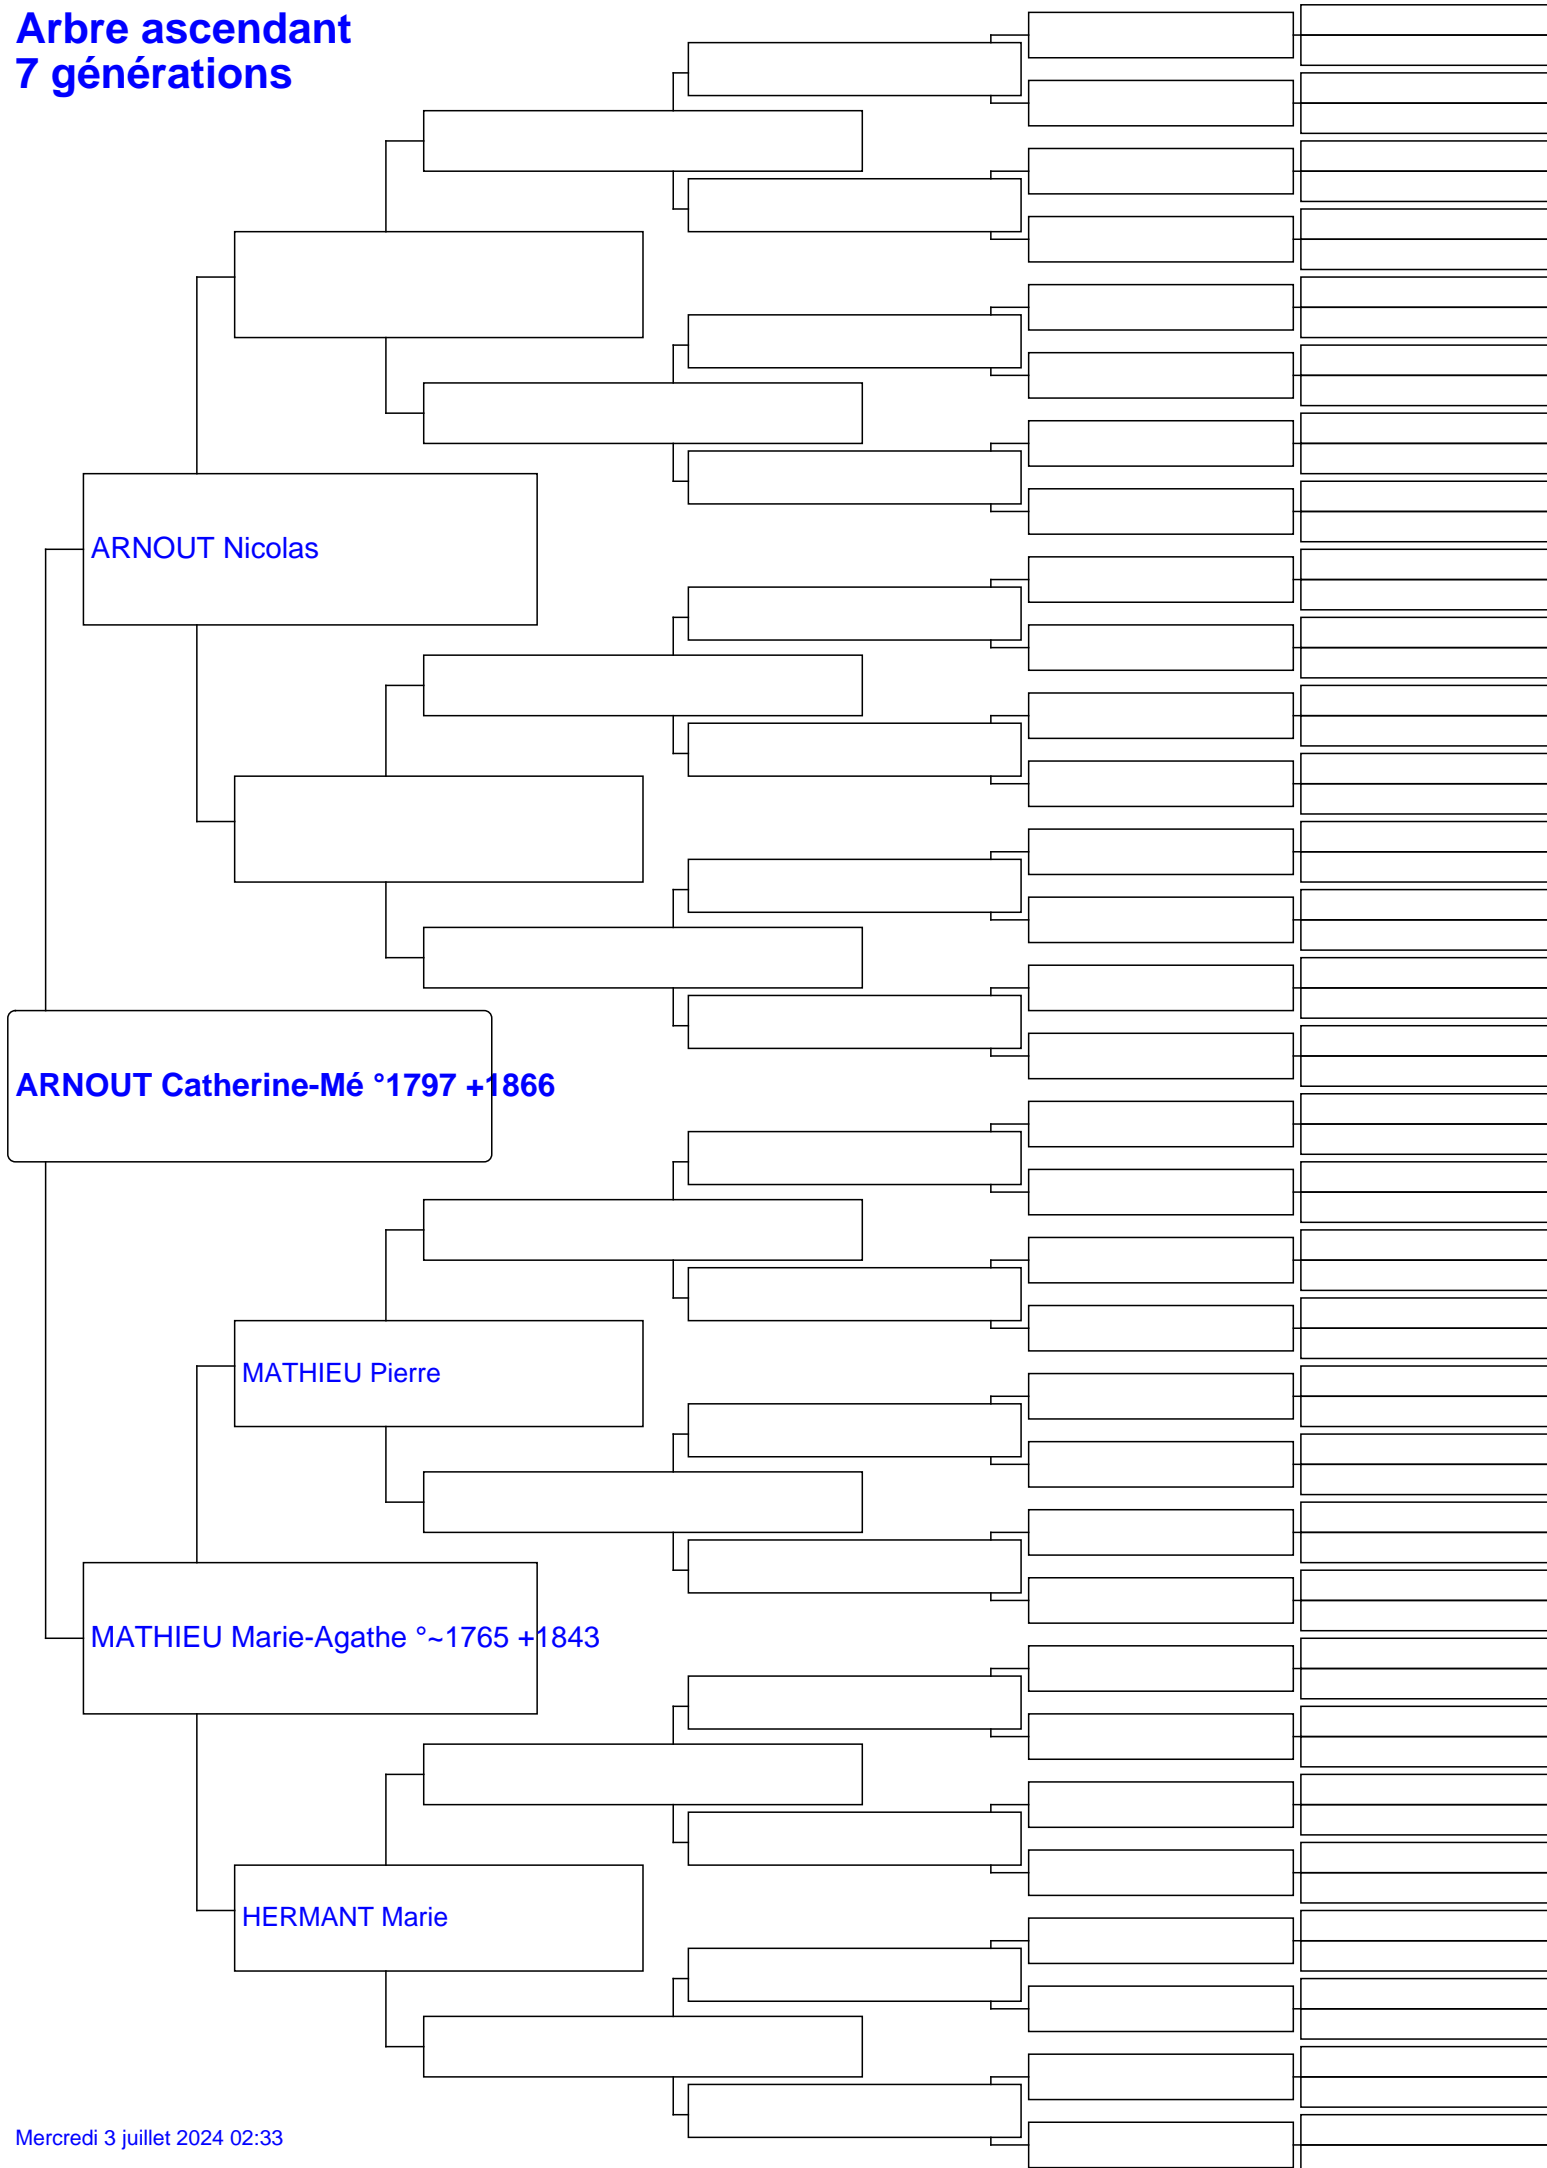 Arbre ascendant
7 générations
ARNOUT Nicolas
ARNOUT Catherine-Mé °1797 +1866
MATHIEU Pierre
MATHIEU Marie-Agathe °~1765 +1843
HERMANT Marie
Mercredi 3 juillet 2024 02:33